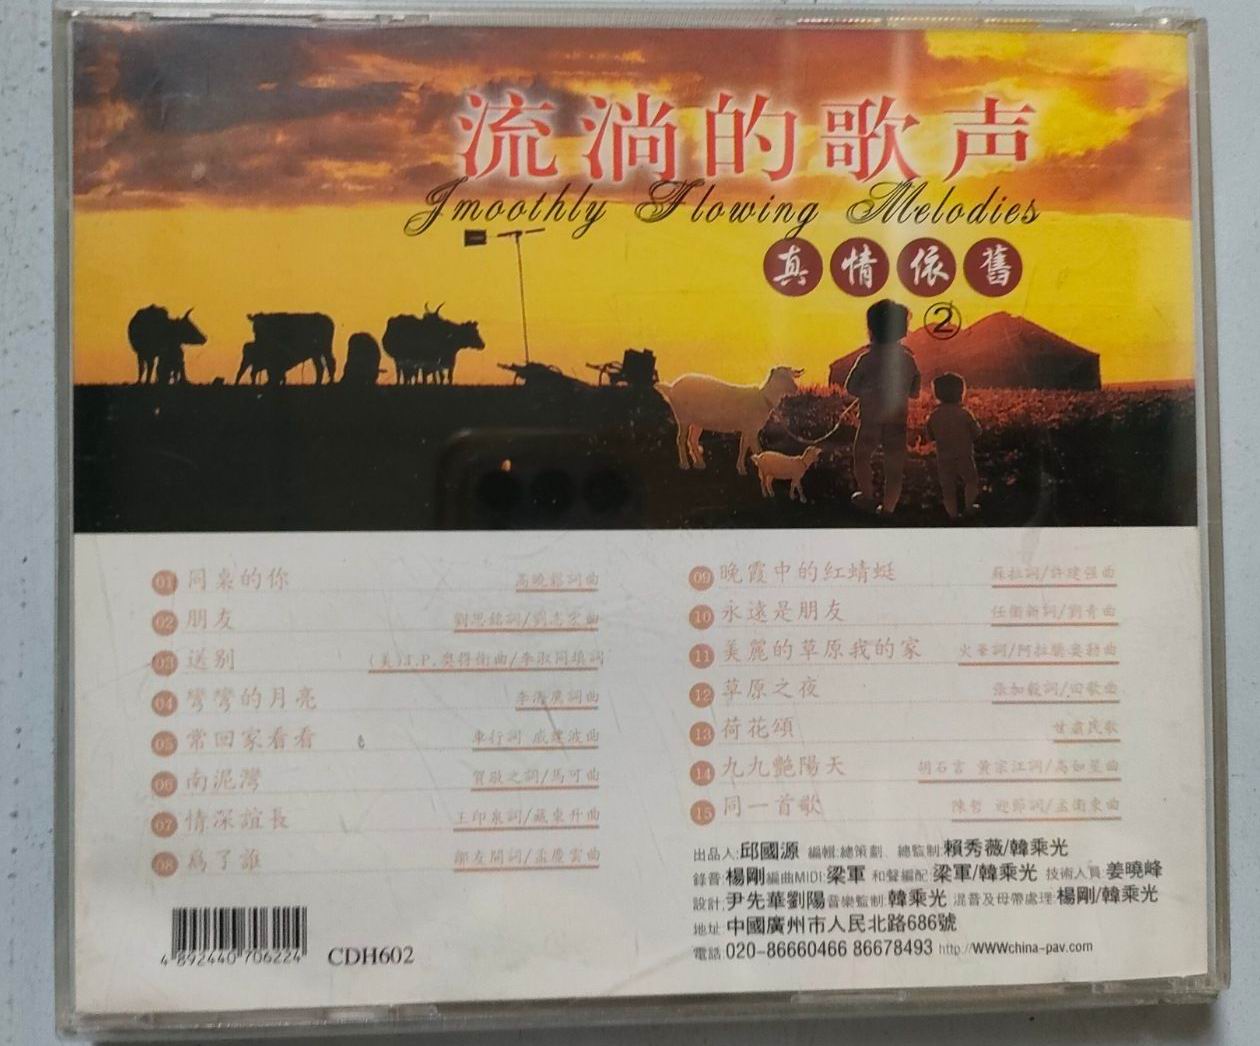 流淌的歌声
Smoothly Flowing Melodies
真情依舊
②
01 同桌的你 高曉鬆詞曲
02 朋友 劉思銘詞/劉志宏曲
03 送别 (美)J.P.奥得衛曲/李叔同填詞
04 彎彎的月亮 李海鷹詞曲
05 常回家看看 車行詞 戚建波曲
06 南泥灣 賀敬之詞/馬可曲
07 情深誼長 王印泉詞/臧東升曲
08 爲了誰 鄒友開詞/孟慶雲曲
09 晚霞中的紅蜻蜓 蘇拉詞/許建强曲
10 永遠是朋友 任衛新詞/劉青曲
11 美麗的草原我的家 火華詞/阿拉騰奥勒曲
12 草原之夜 張加毅詞/田歌曲
13 荷花頌 甘肅民歌
14 九九艷陽天 胡石言 黄宗江詞/高如星曲
15 同一首歌 陳哲 迎節詞/孟衛東曲
出品人:邱國源 編輯:總策劃、總監制:賴秀薇/韓乘光
錄音:楊剛編曲MIDI:梁軍 和聲編配:梁軍/韓乘光 技術人員:姜曉峰
設計:尹先華劉陽音樂監制:韓乘光 混音及母帶處理:楊剛/韓乘光
地址:中國廣州市人民北路686號
電話:020-86660466 86678493 http://WWWchina-pav.com
4 892440 706224
CDH602